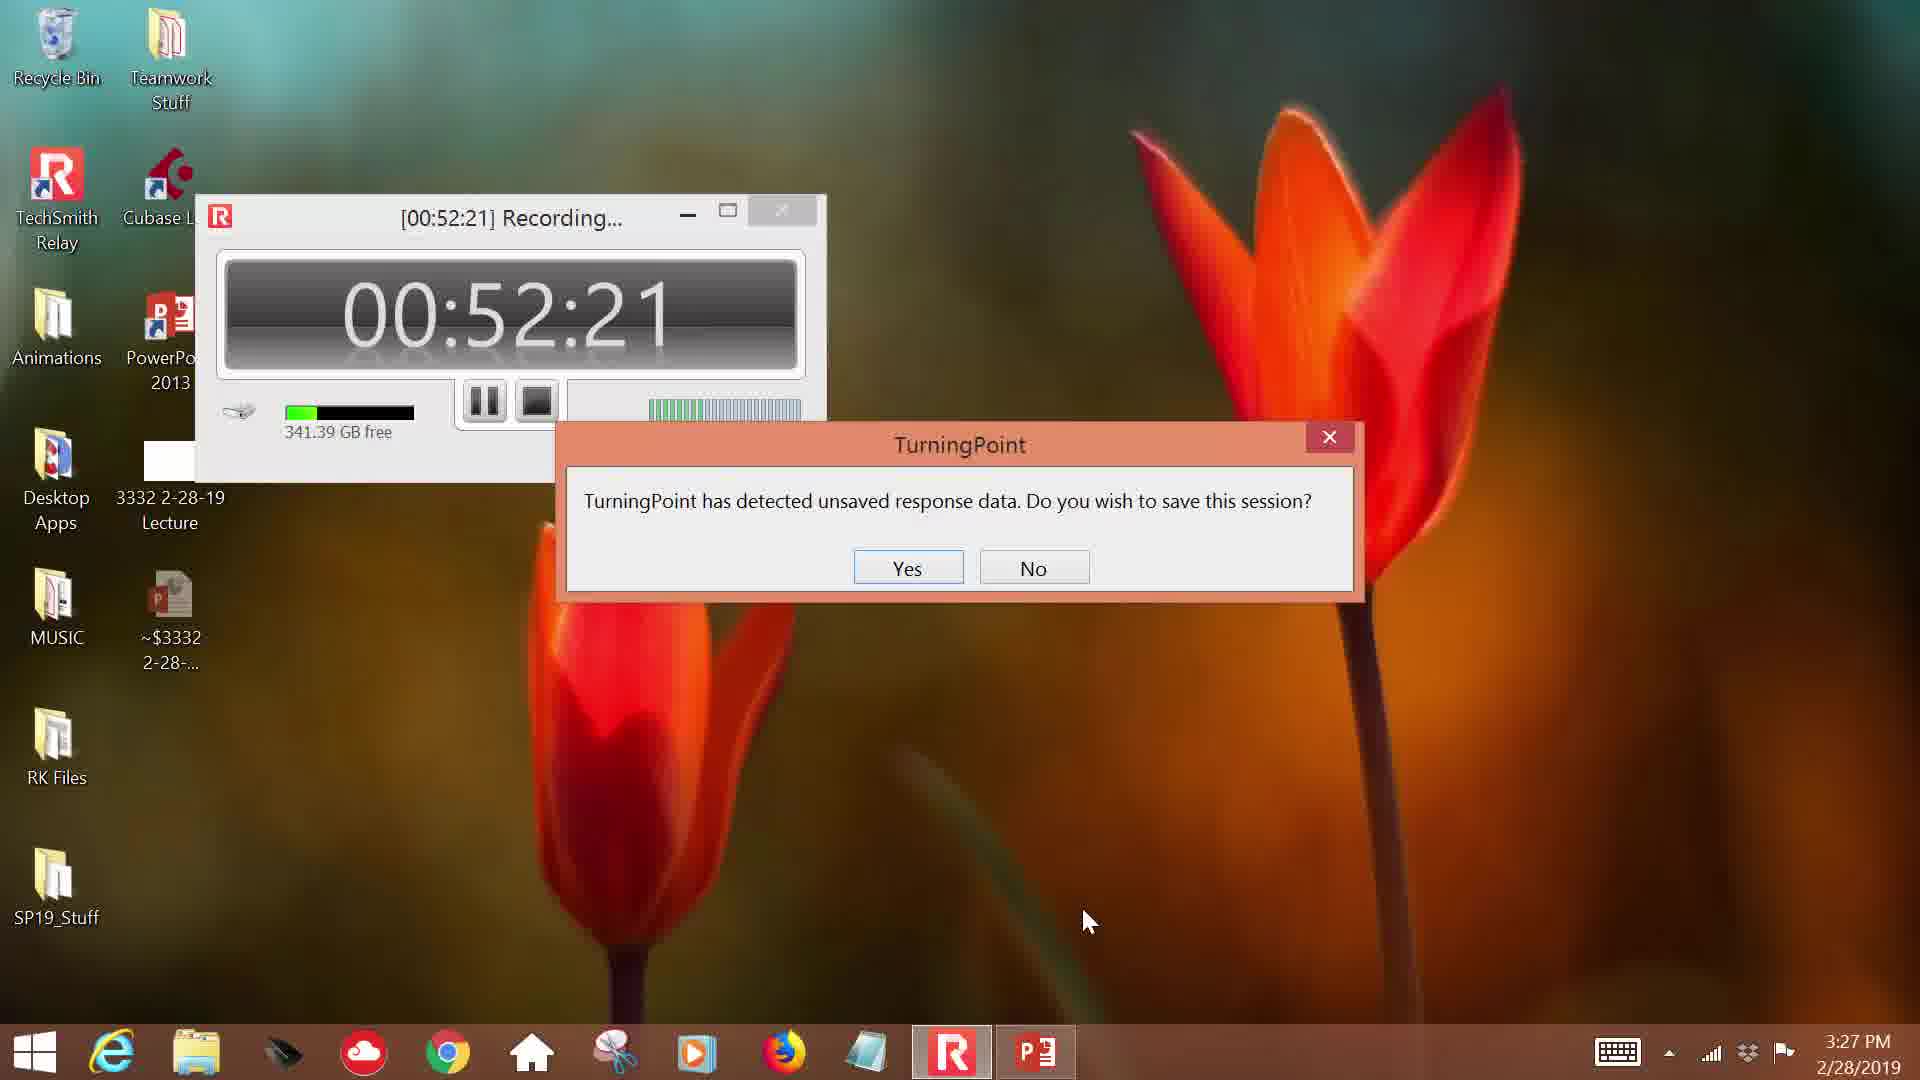 Recycle Bin
Teamwork
Stuff
TechSmith
Relay
Cubase L
Animations
PowerPo
2013
Desktop
Apps
3332 2-28-19
Lecture
MUSIC
~$3332
2-28-...
RK Files
SP19_Stuff
[00:52:21] Recording...
00:52:21
341.39 GB free
TurningPoint
TurningPoint has detected unsaved response data. Do you wish to save this session?
Yes
No
3:27 PM
2/28/2019